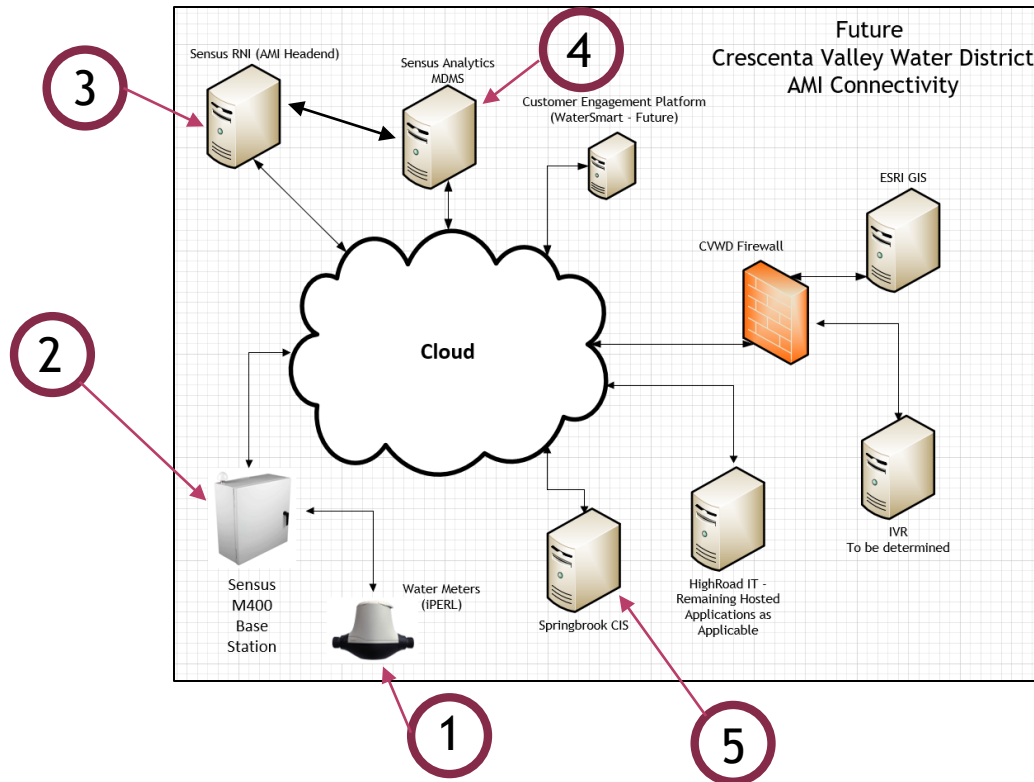 Future
Crescenta Valley Water District
AMI Connectivity
4
3
Sensus RNI (AMI Headend)
Sensus Analytics
MDMS
Customer Engagement Platform
(WaterSmart - Future)
ESRI GIS
CVWD Firewall
Cloud
2
Sensus
M400
Base
Station
Water Meters
(iPERL)
Springbrook CIS
HighRoad IT -
Remaining Hosted
Applications as
Applicable
IVR
To be determined
1
5